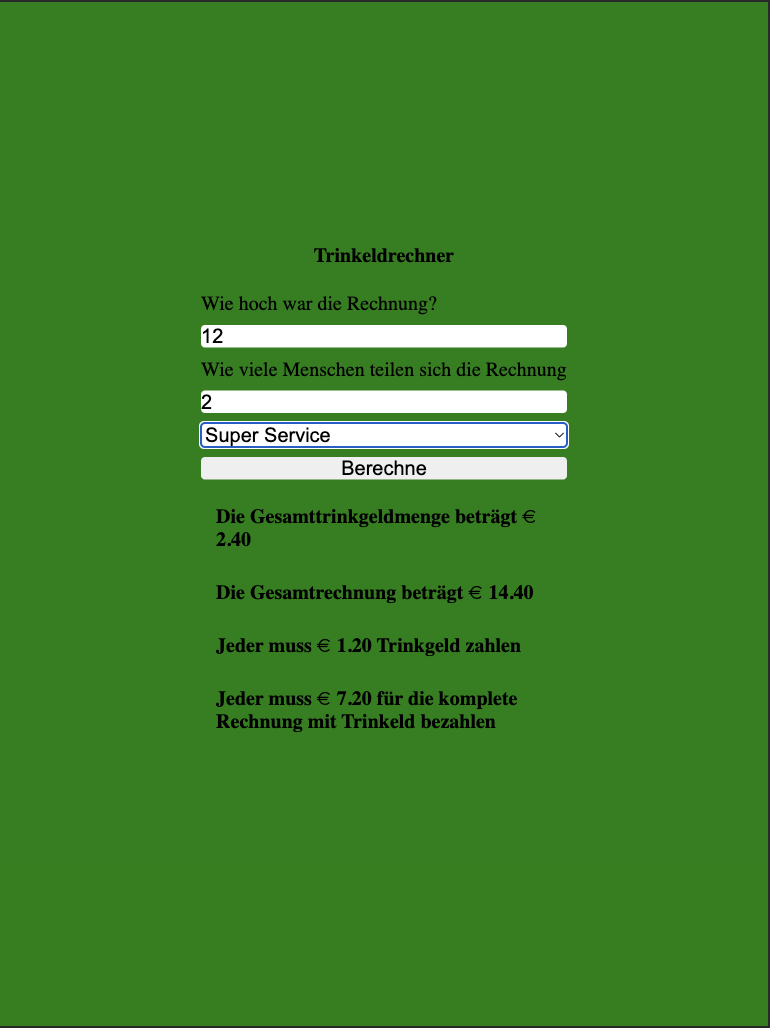 Trinkeldrechner
Wie hoch war die Rechnung?
12
Wie viele Menschen teilen sich die Rechnung
2
Super Service
Berechne
Die Gesamttrinkgeldmenge beträgt €
2.40
Die Gesamtrechnung beträgt € 14.40
Jeder muss € 1.20 Trinkgeld zahlen
Jeder muss € 7.20 für die komplete
Rechnung mit Trinkeld bezahlen